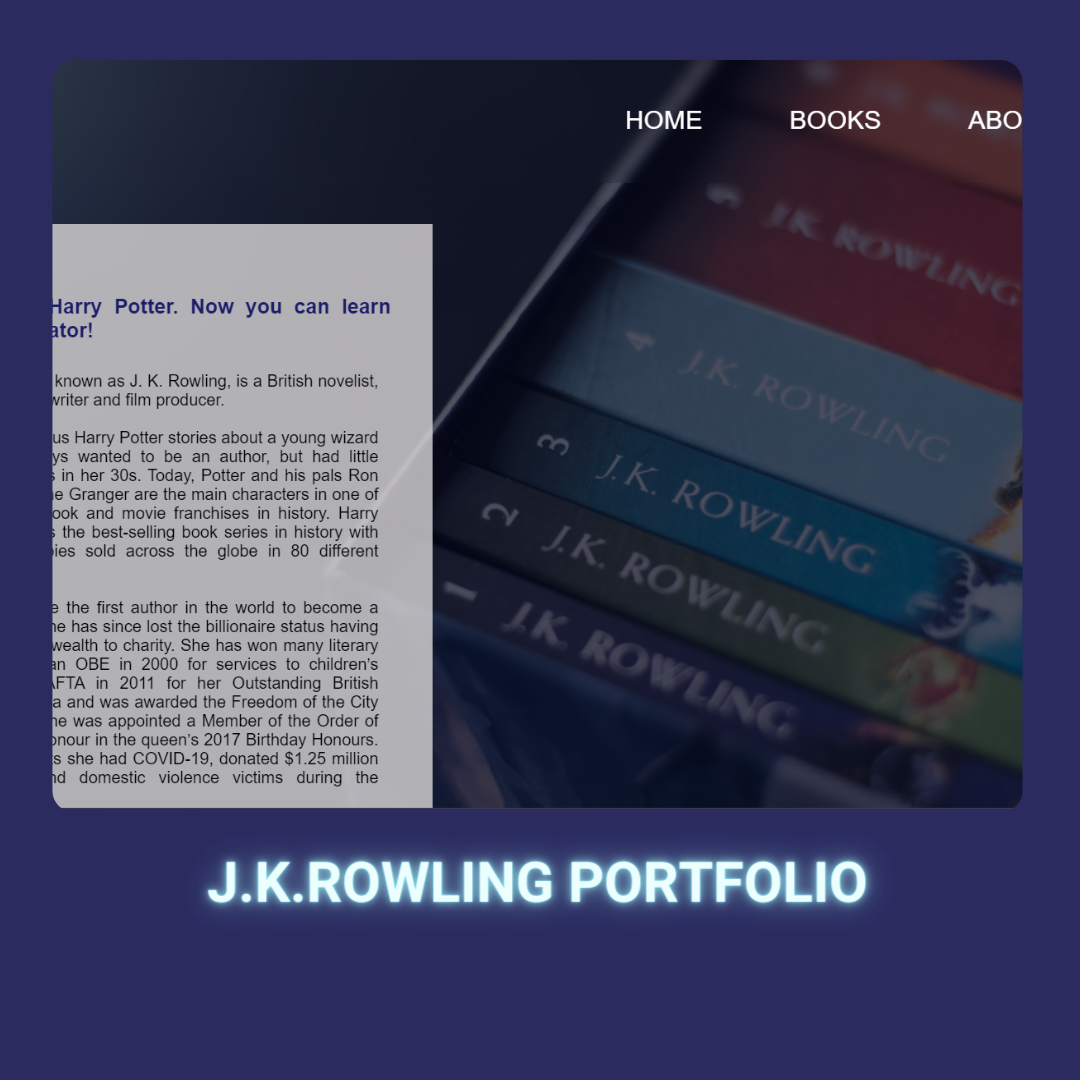 HOME BOOKS ABO
Harry Potter. Now you can learn
ator!
known as J. K. Rowling, is a British novelist,
writer and film producer.
us Harry Potter stories about a young wizard
ys wanted to be an author, but had little
s in her 30s. Today, Potter and his pals Ron
ne Granger are the main characters in one of
ook and movie franchises in history. Harry
s the best-selling book series in history with
pies sold across the globe in 80 different
e the first author in the world to become a
he has since lost the billionaire status having
wealth to charity. She has won many literary
an OBE in 2000 for services to children's
AFTA in 2011 for her Outstanding British
a and was awarded the Freedom of the City
he was appointed a Member of the Order of
onour in the queen's 2017 Birthday Honours.
s she had COVID-19, donated $1.25 million
nd domestic violence victims during the
5 J.K. ROWLING
4 J.K. ROWLING
3 J.K. ROWLING
2 J.K. ROWLING
1 J.K. ROWLING
J.K.ROWLING PORTFOLIO